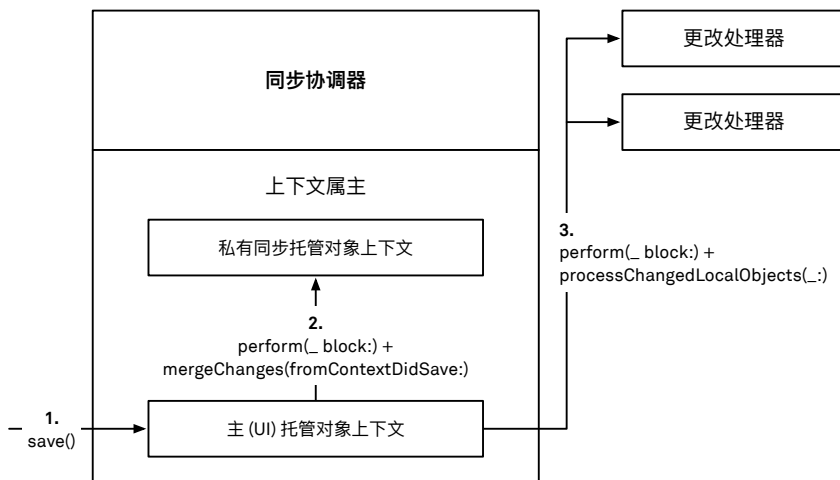 更改处理器
同步协调器
更改处理器
上下文属主
私有同步托管对象上下文
3.
perform(_ block:) +
processChangedLocalObjects(_:)
2.
perform(_ block:) +
mergeChanges(fromContextDidSave:)
1.
save()
主 (UI) 托管对象上下文